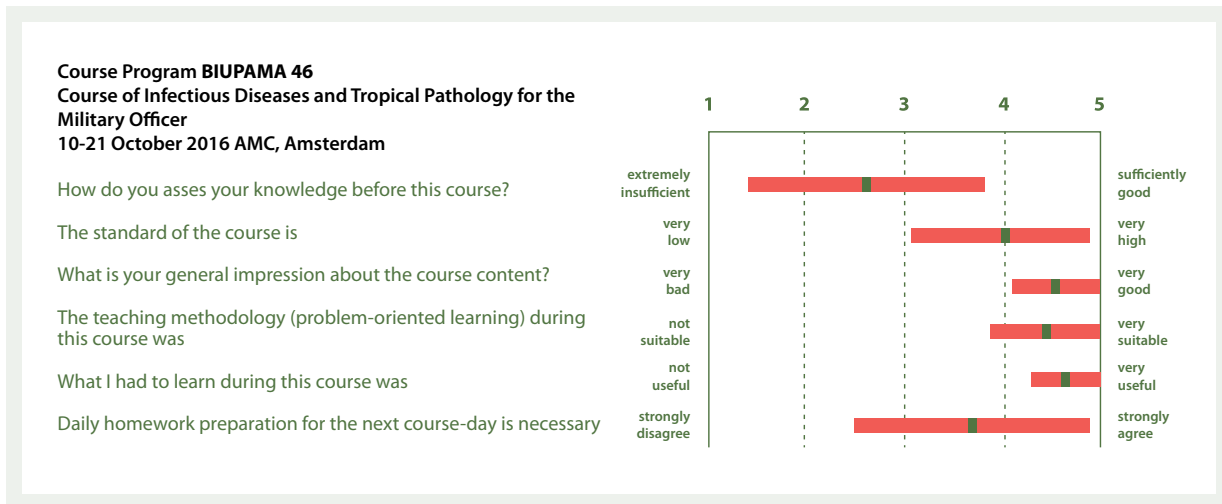 Course Program BIUPAMA 46
Course of Infectious Diseases and Tropical Pathology for the
Military Officer
10-21 October 2016 AMC, Amsterdam
1 2 3 4 5
How do you asses your knowledge before this course?
extremely
insufficient
sufficiently
good
The standard of the course is
very
low
very
high
What is your general impression about the course content?
very
bad
very
good
The teaching methodology (problem-oriented learning) during
this course was
not
suitable
very
suitable
What I had to learn during this course was
not
useful
very
useful
Daily homework preparation for the next course-day is necessary
strongly
disagree
strongly
agree